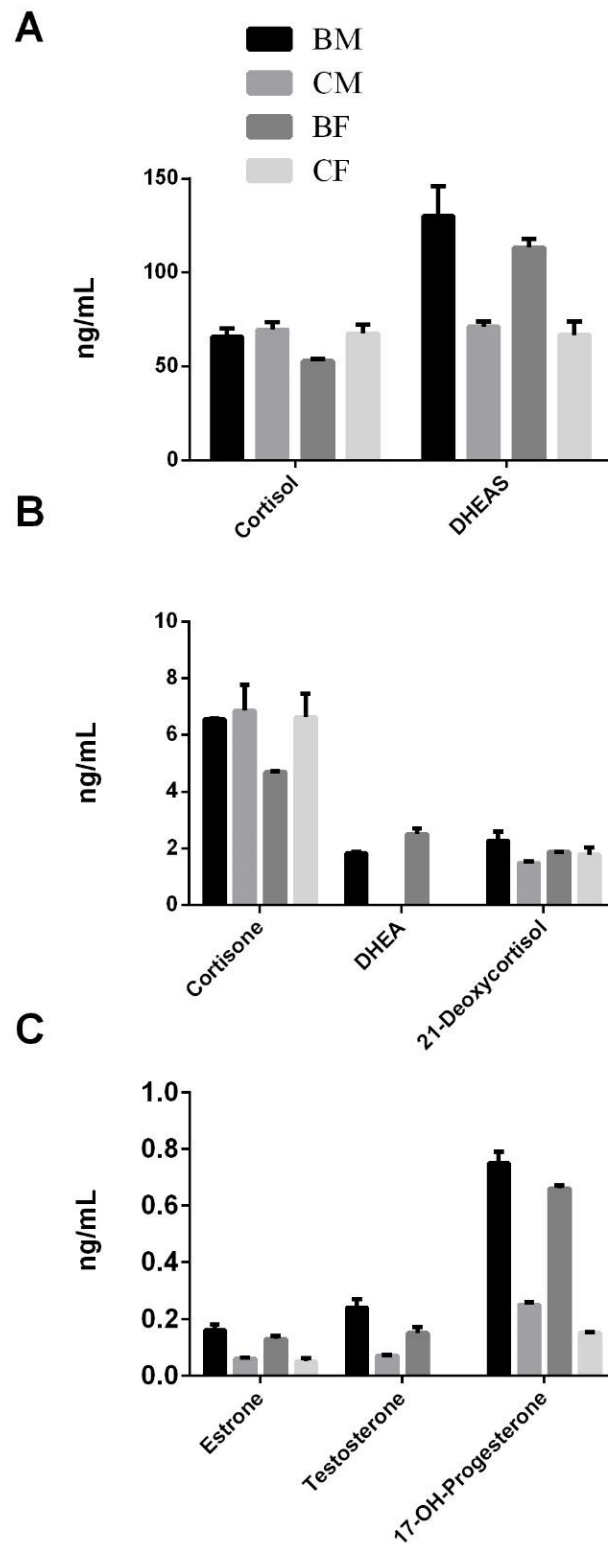 A
BM
CM
BF
CF
150
100
50
0
ng/mL
Cortisol
DHEAS
B
10
8
6
4
2
0
ng/mL
Cortisone
DHEA
21-Deoxycortisol
C
1.0
0.8
0.6
0.4
0.2
0.0
ng/mL
Estrone
Testosterone
17-OH-Progesterone